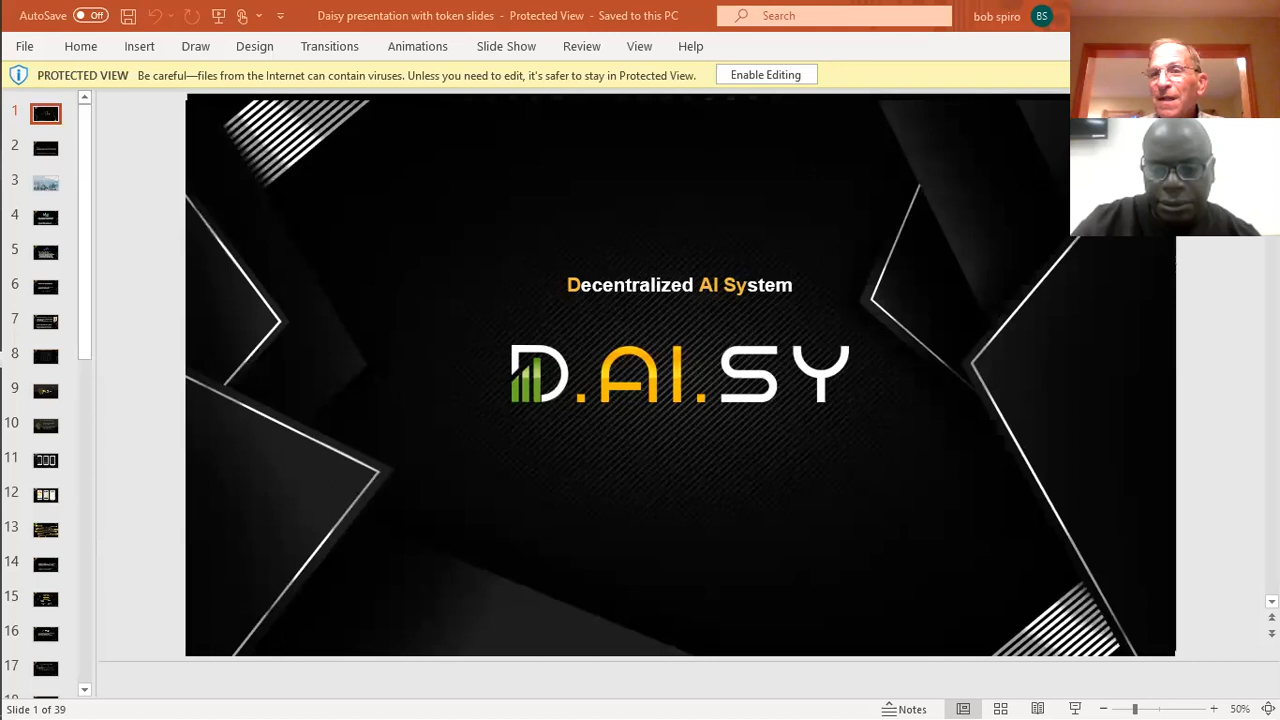 AutoSave Off
Daisy presentation with token slides - Protected View - Saved to this PC
Search
bob spiro BS
File Home Insert Draw Design Transitions Animations Slide Show Review View Help
PROTECTED VIEW Be careful—files from the Internet can contain viruses. Unless you need to edit, it's safer to stay in Protected View. Enable Editing
1
2
3
4
5
6
7
8
9
10
11
12
13
14
15
16
17
Decentralized AI System
D.AI.SY
Slide 1 of 39
Notes
50%